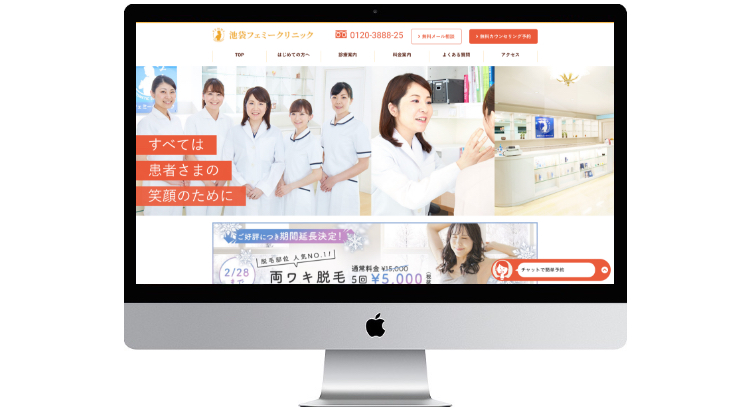 池袋フェミークリニック
0120-3888-25
無料メール相談
無料カウンセリング予約
TOP
はじめての方へ
診療案内
料金案内
よくある質問
アクセス
すべては
患者さまの
笑顔のために
ご好評につき期間延長決定！
脱毛部位 人気NO.1！
2/28
まで
両ワキ脱毛
通常料金 ¥15,000
5回 ¥5,000
チャットで簡単予約